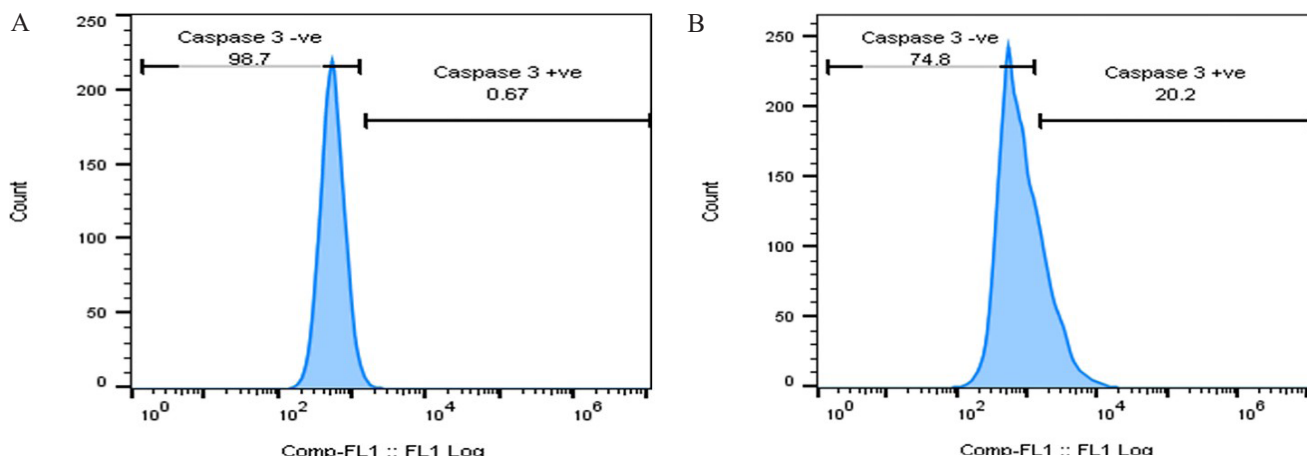 A
250
200
150
100
50
0
Count
Caspase 3 -ve
98.7
Caspase 3 +ve
0.67
10^0
10^2
10^4
10^6
Comp-FL1 :: FL1 Log
B
250
200
150
100
50
0
Count
Caspase 3 -ve
74.8
Caspase 3 +ve
20.2
10^0
10^2
10^4
10^6
Comp-FL1 :: FL1 Log